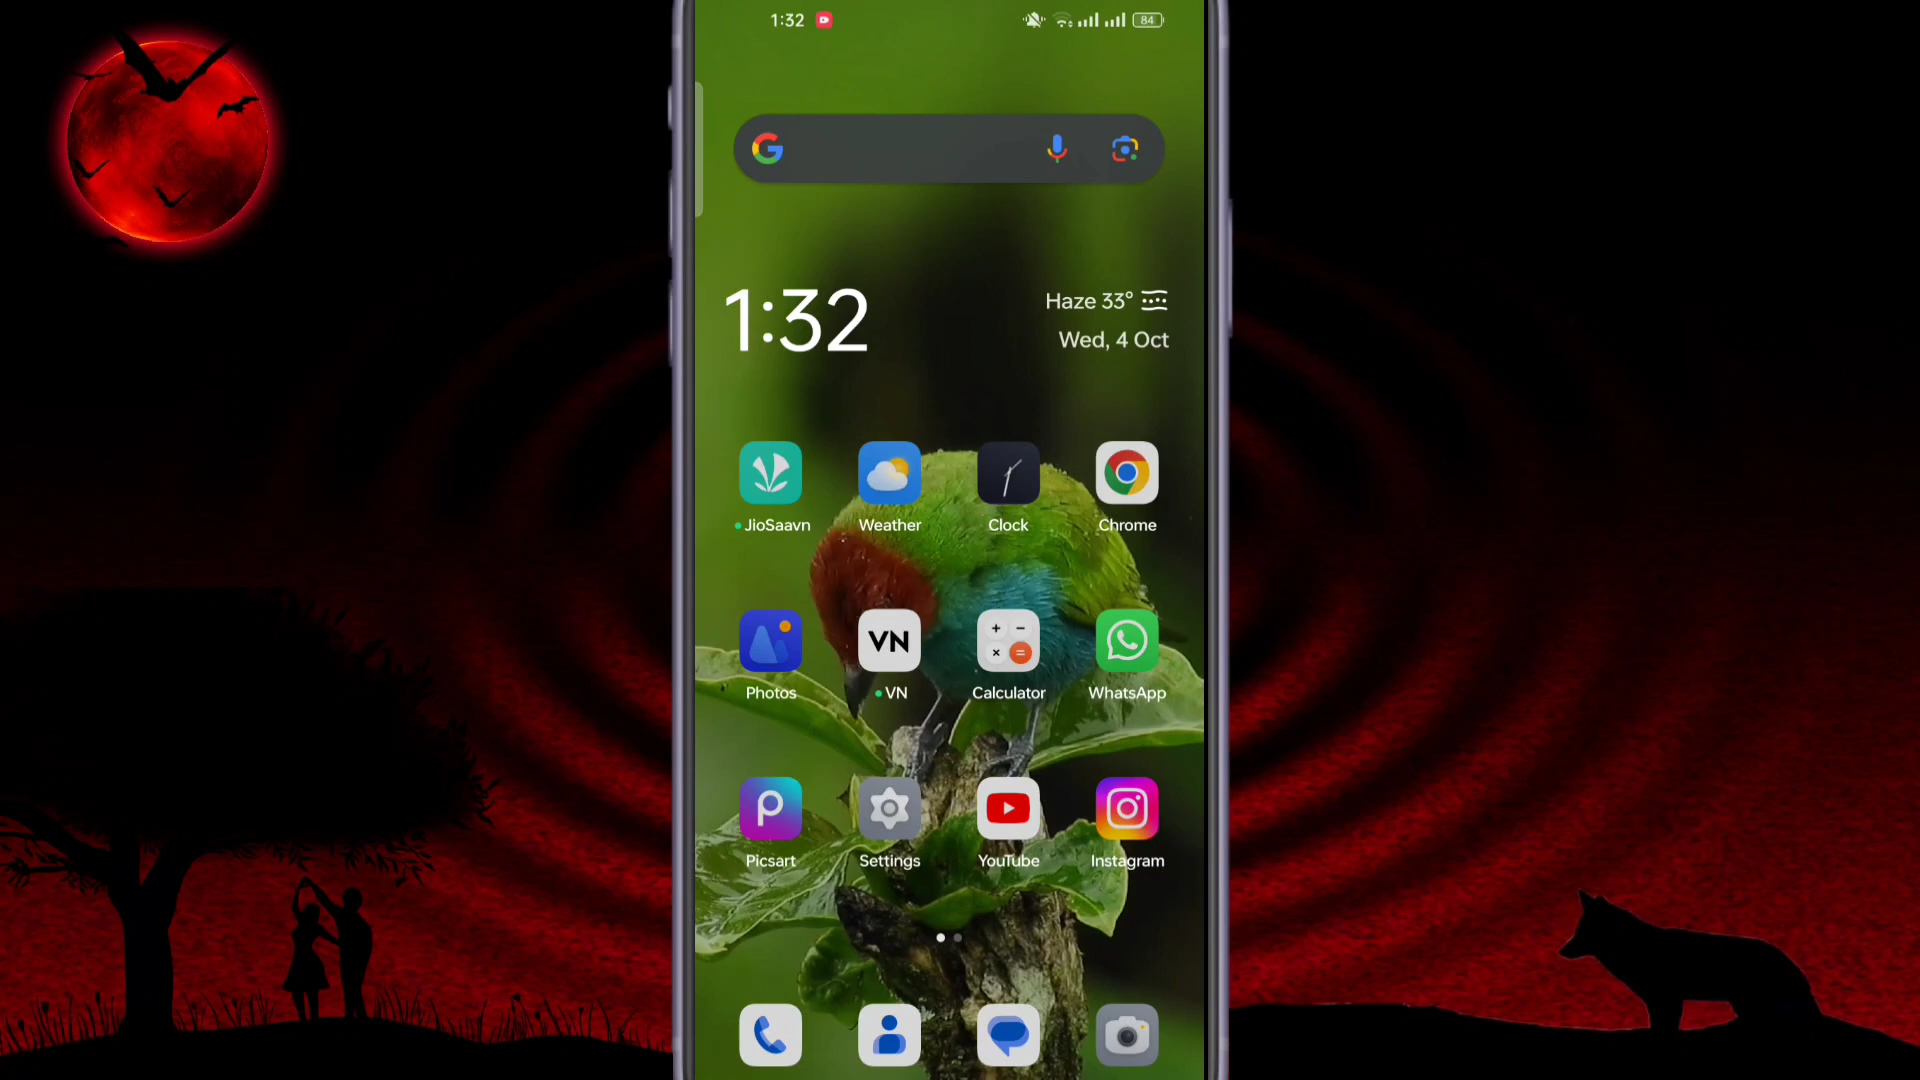 1:32
84
1:32
Haze 33°
Wed, 4 Oct
JioSaavn
Weather
Clock
Chrome
VN
Photos
VN
Calculator
WhatsApp
Picsart
Settings
YouTube
Instagram